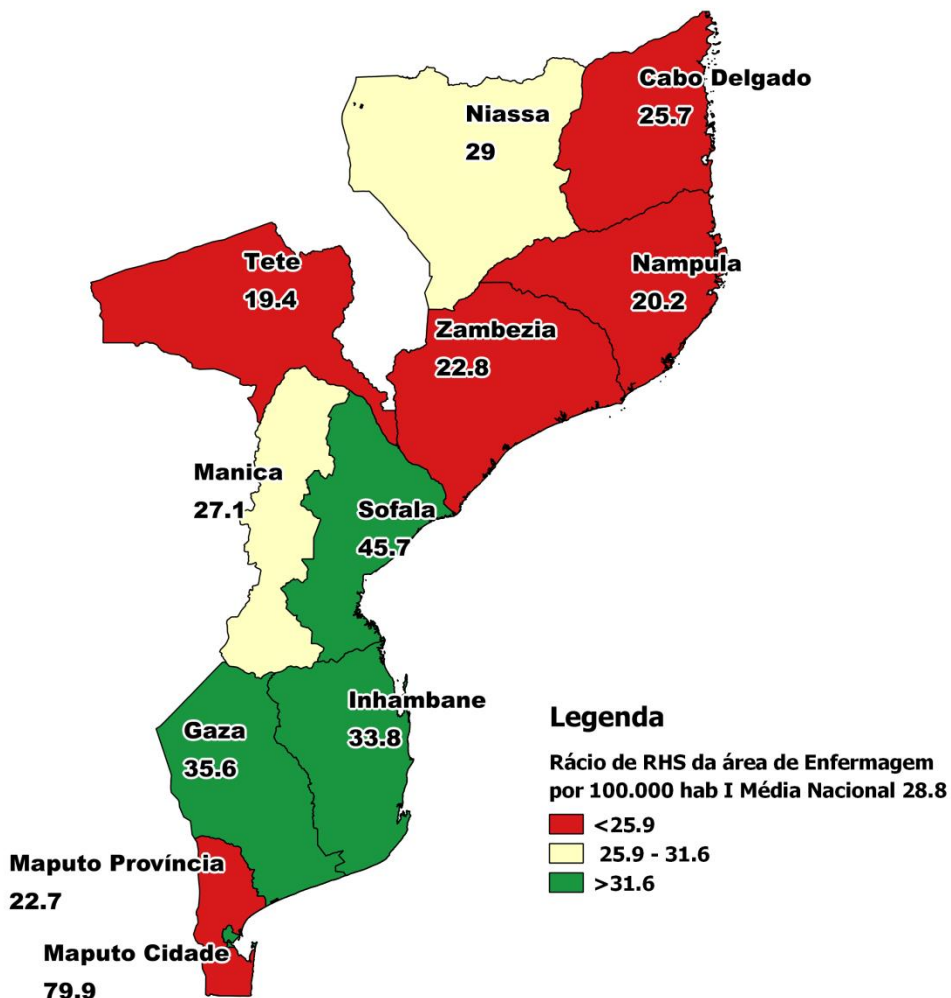 Cabo Delgado
25.7
Niassa
29
Tete
19.4
Nampula
20.2
Zambezia
22.8
Manica
27.1
Sofala
45.7
Inhambane
33.8
Gaza
35.6
Maputo Província
22.7
Maputo Cidade
79.9
Legenda
Rácio de RHS da área de Enfermagem
por 100.000 hab I Média Nacional 28.8
<25.9
25.9 - 31.6
>31.6